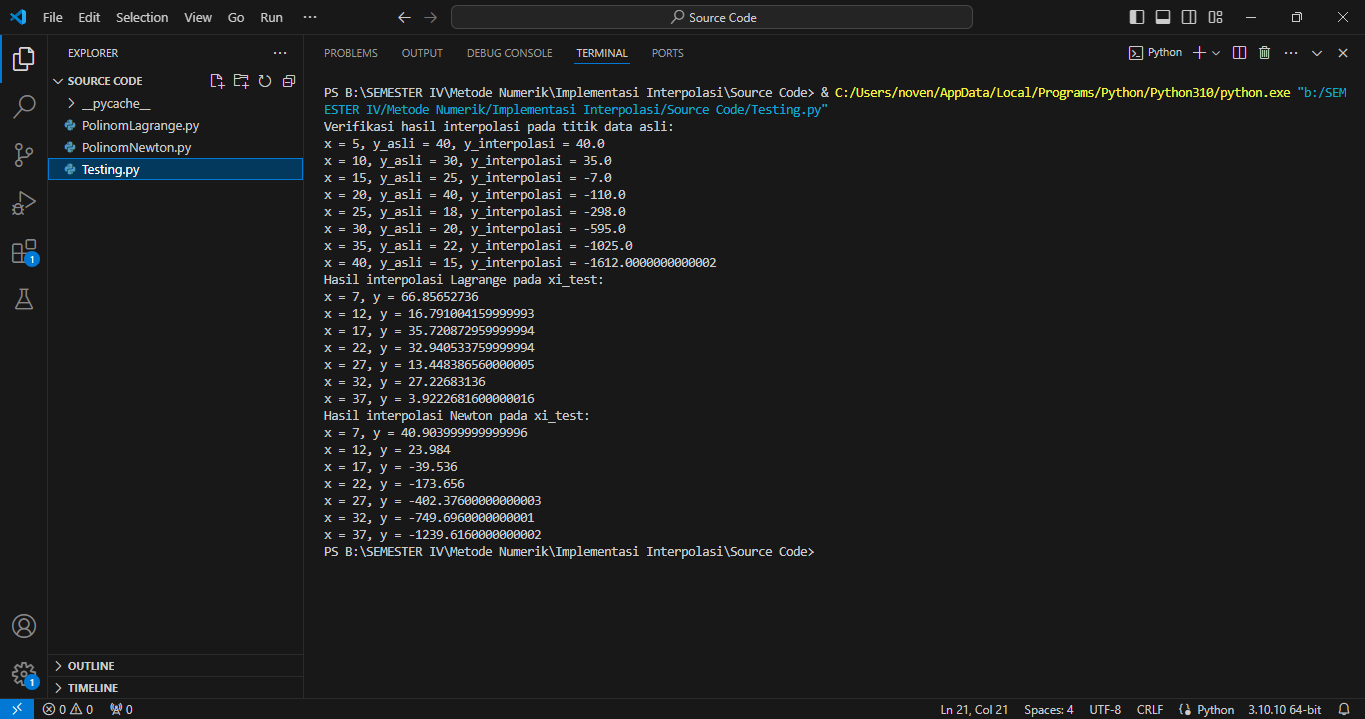 File Edit Selection View Go Run ···
Source Code
EXPLORER
SOURCE CODE
__pycache__
PolinomLagrange.py
PolinomNewton.py
Testing.py
1
PROBLEMS OUTPUT DEBUG CONSOLE TERMINAL PORTS
Python
PS B:\SEMESTER IV\Metode Numerik\Implementasi Interpolasi\Source Code> & C:/Users/noven/AppData/Local/Programs/Python/Python310/python.exe "b:/SEM
ESTER IV/Metode Numerik/Implementasi Interpolasi/Source Code/Testing.py"
Verifikasi hasil interpolasi pada titik data asli:
x = 5, y_asli = 40, y_interpolasi = 40.0
x = 10, y_asli = 30, y_interpolasi = 35.0
x = 15, y_asli = 25, y_interpolasi = -7.0
x = 20, y_asli = 40, y_interpolasi = -110.0
x = 25, y_asli = 18, y_interpolasi = -298.0
x = 30, y_asli = 20, y_interpolasi = -595.0
x = 35, y_asli = 22, y_interpolasi = -1025.0
x = 40, y_asli = 15, y_interpolasi = -1612.0000000000002
Hasil interpolasi Lagrange pada xi_test:
x = 7, y = 66.85652736
x = 12, y = 16.791004159999993
x = 17, y = 35.720872959999994
x = 22, y = 32.940533759999994
x = 27, y = 13.448386560000005
x = 32, y = 27.22683136
x = 37, y = 3.9222681600000016
Hasil interpolasi Newton pada xi_test:
x = 7, y = 40.903999999999996
x = 12, y = 23.984
x = 17, y = -39.536
x = 22, y = -173.656
x = 27, y = -402.37600000000003
x = 32, y = -749.6960000000001
x = 37, y = -1239.6160000000002
PS B:\SEMESTER IV\Metode Numerik\Implementasi Interpolasi\Source Code>
OUTLINE
TIMELINE
1
0 0 0
Ln 21, Col 21 Spaces: 4 UTF-8 CRLF Python 3.10.10 64-bit